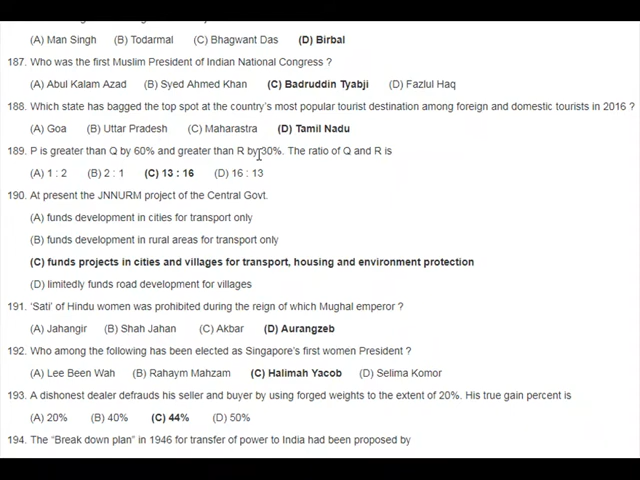 (A) Man Singh (B) Todarmal (C) Bhagwant Das (D) Birbal
187. Who was the first Muslim President of Indian National Congress ?
(A) Abul Kalam Azad (B) Syed Ahmed Khan (C) Badruddin Tyabji (D) Fazlul Haq
188. Which state has bagged the top spot at the country's most popular tourist destination among foreign and domestic tourists in 2016 ?
(A) Goa (B) Uttar Pradesh (C) Maharastra (D) Tamil Nadu
189. P is greater than Q by 60% and greater than R by 30%. The ratio of Q and R is
(A) 1 : 2 (B) 2 : 1 (C) 13 : 16 (D) 16 : 13
190. At present the JNNURM project of the Central Govt.
(A) funds development in cities for transport only
(B) funds development in rural areas for transport only
(C) funds projects in cities and villages for transport, housing and environment protection
(D) limitedly funds road development for villages
191. 'Sati' of Hindu women was prohibited during the reign of which Mughal emperor ?
(A) Jahangir (B) Shah Jahan (C) Akbar (D) Aurangzeb
192. Who among the following has been elected as Singapore's first women President ?
(A) Lee Been Wah (B) Rahaym Mahzam (C) Halimah Yacob (D) Selima Komor
193. A dishonest dealer defrauds his seller and buyer by using forged weights to the extent of 20%. His true gain percent is
(A) 20% (B) 40% (C) 44% (D) 50%
194. The "Break down plan" in 1946 for transfer of power to India had been proposed by